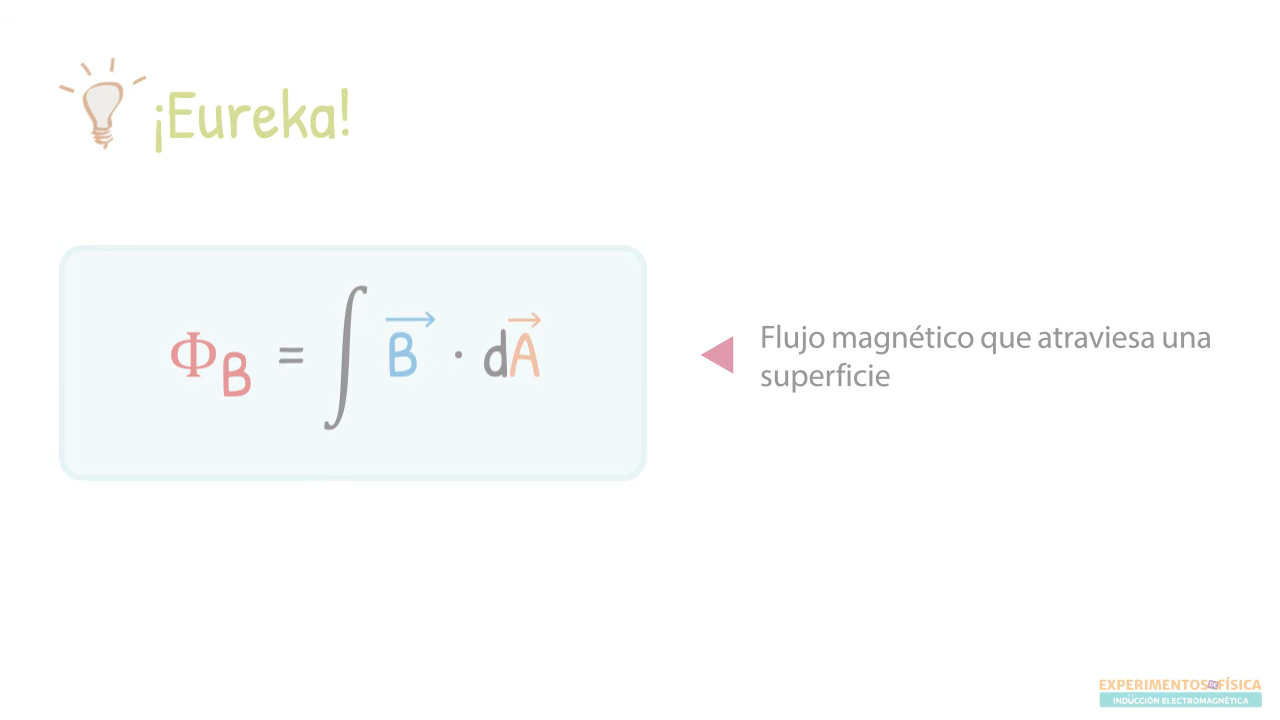 ¡Eureka!
Φ_B = ∫ B⃗ · dA⃗
Flujo magnético que atraviesa una
superficie
EXPERIMENTOS DE FÍSICA
INDUCCIÓN ELECTROMAGNÉTICA